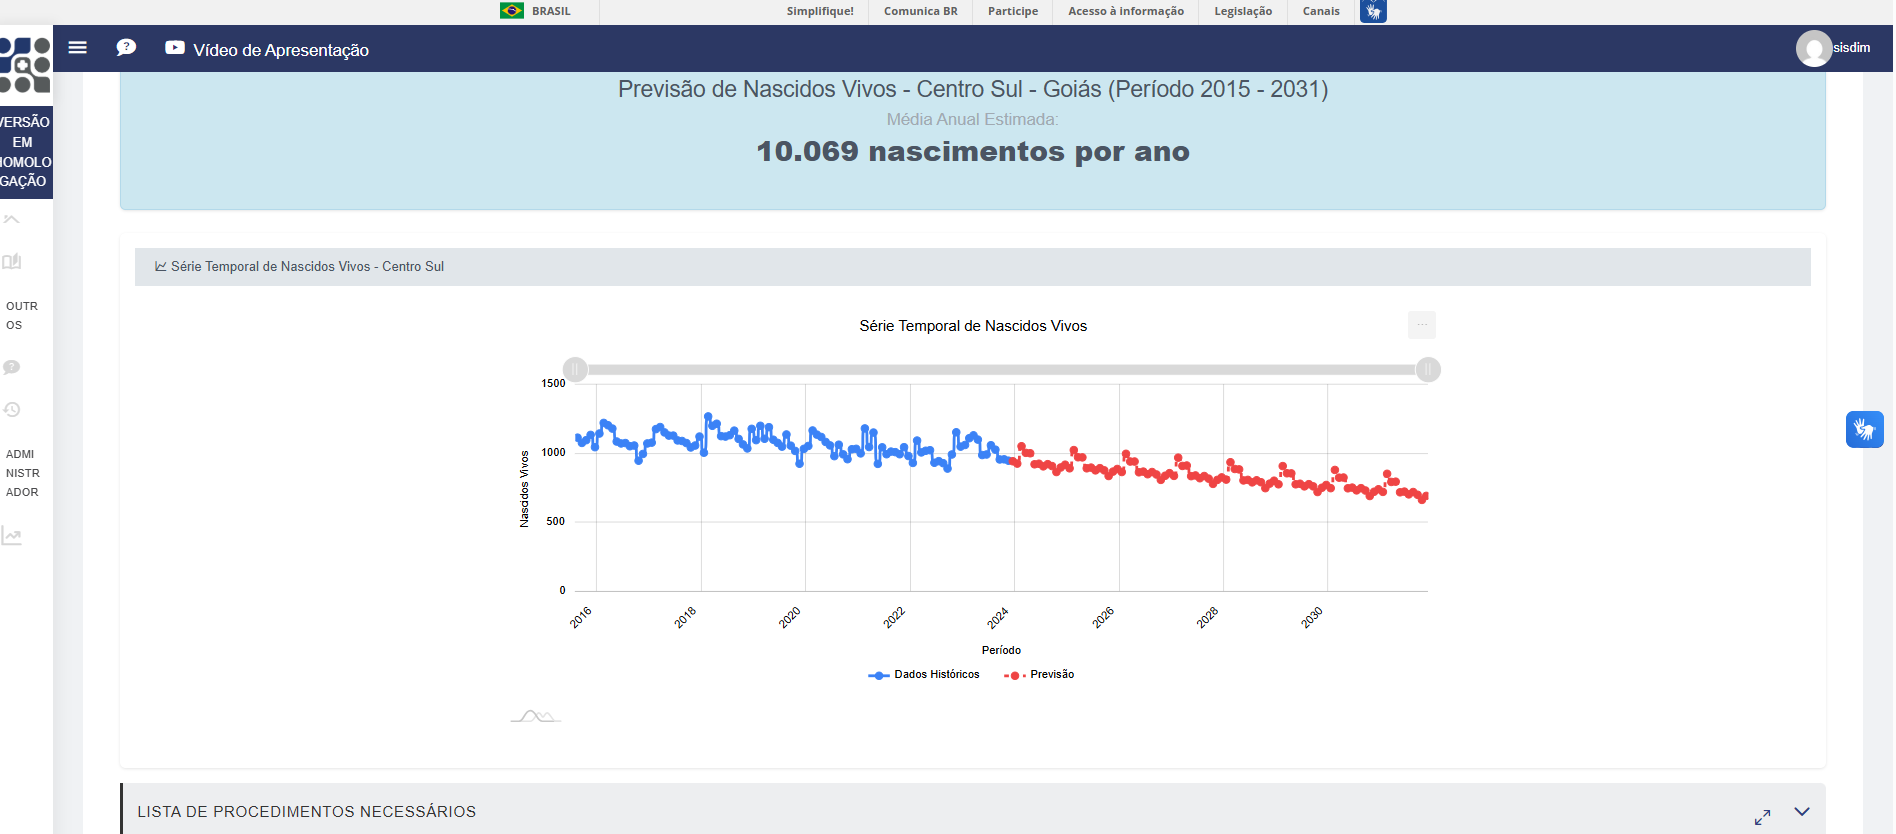 BRASIL
Simplifique!
Comunica BR
Participe
Acesso à informação
Legislação
Canais
Vídeo de Apresentação
sisdim
VERSÃO
EM
HOMOLO
GAÇÃO
OUTR
OS
ADMI
NISTR
ADOR
Previsão de Nascidos Vivos - Centro Sul - Goiás (Período 2015 - 2031)
Média Anual Estimada:
10.069 nascimentos por ano
Série Temporal de Nascidos Vivos - Centro Sul
Série Temporal de Nascidos Vivos
...
Nascidos Vivos
1500
1000
500
0
2016
2018
2020
2022
2024
2026
2028
2030
Período
Dados Históricos
Previsão
LISTA DE PROCEDIMENTOS NECESSÁRIOS